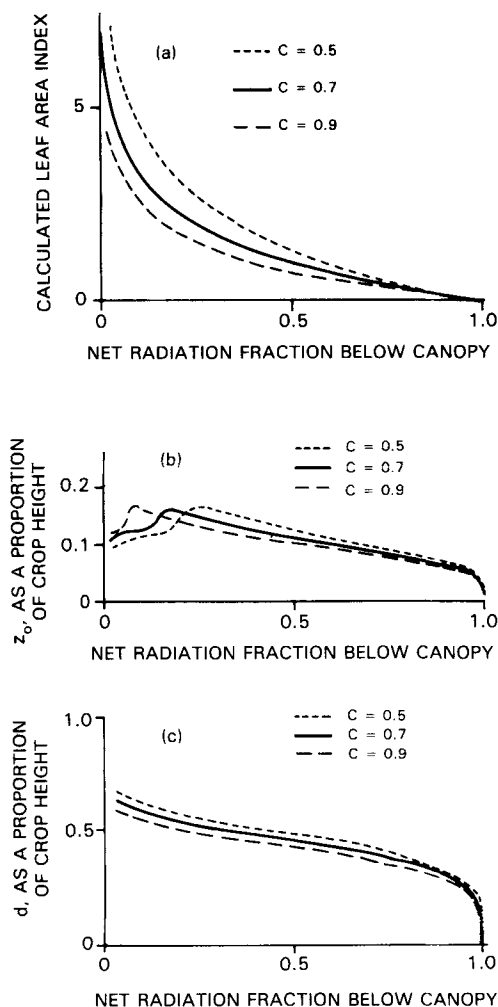 (a)
C = 0.5
C = 0.7
C = 0.9
CALCULATED LEAF AREA INDEX
5
0
0
0.5
1.0
NET RADIATION FRACTION BELOW CANOPY
(b)
C = 0.5
C = 0.7
C = 0.9
z₀, AS A PROPORTION
OF CROP HEIGHT
0.2
0.1
0
0.5
1.0
NET RADIATION FRACTION BELOW CANOPY
(c)
C = 0.5
C = 0.7
C = 0.9
d, AS A PROPORTION
OF CROP HEIGHT
1.0
0.5
0
0.5
1.0
NET RADIATION FRACTION BELOW CANOPY